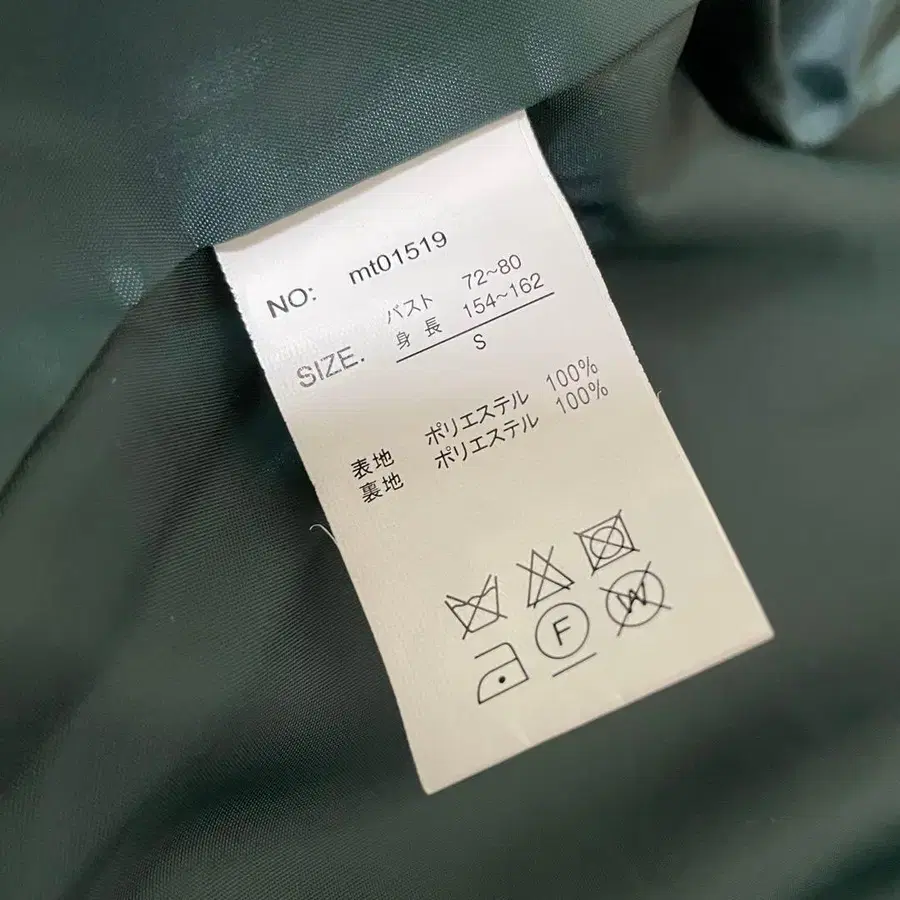 NO: mt01519
バスト 72~80
SIZE. 身長 154~162
S
表地 ポリエステル 100%
裏地 ポリエステル 100%
F W